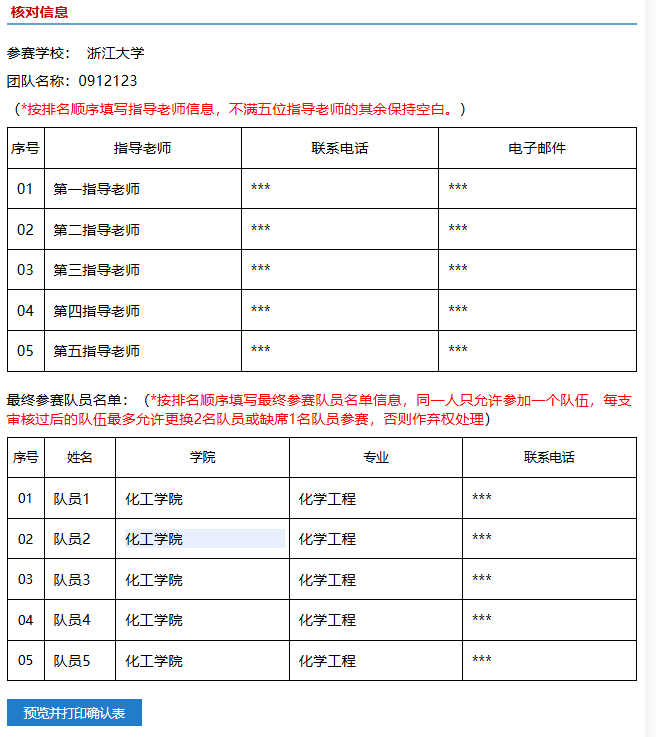 核对信息
参赛学校： 浙江大学
团队名称：0912123
（*按排名顺序填写指导老师信息，不满五位指导老师的其余保持空白。）
序号 指导老师 联系电话 电子邮件
01 第一指导老师 *** ***
02 第二指导老师 *** ***
03 第三指导老师 *** ***
04 第四指导老师 *** ***
05 第五指导老师 *** ***
最终参赛队员名单：（*按排名顺序填写最终参赛队员名单信息，同一人只允许参加一个队伍，每支
审核过后的队伍最多允许更换2名队员或缺席1名队员参赛，否则作弃权处理）
序号 姓名 学院 专业 联系电话
01 队员1 化工学院 化学工程 ***
02 队员2 化工学院 化学工程 ***
03 队员3 化工学院 化学工程 ***
04 队员4 化工学院 化学工程 ***
05 队员5 化工学院 化学工程 ***
预览并打印确认表